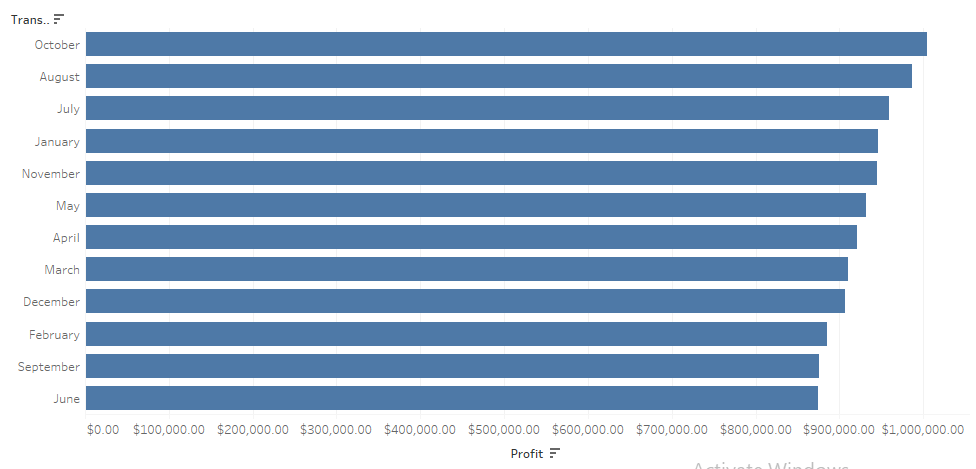 Trans..
October
August
July
January
November
May
April
March
December
February
September
June
$0.00 $100,000.00 $200,000.00 $300,000.00 $400,000.00 $500,000.00 $600,000.00 $700,000.00 $800,000.00 $900,000.00 $1,000,000.00
Profit
Activate Windows